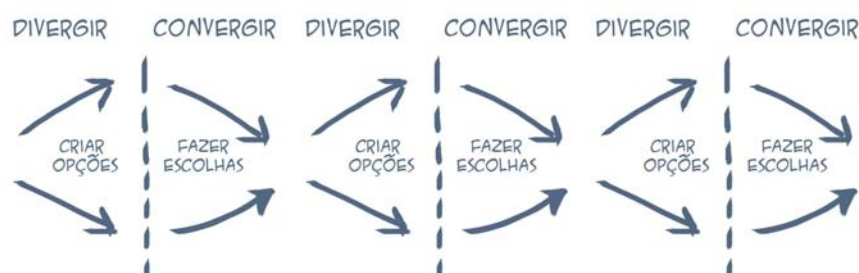 DIVERGIR CONVERGIR DIVERGIR CONVERGIR DIVERGIR CONVERGIR
CRIAR
OPÇÕES
FAZER
ESCOLHAS
CRIAR
OPÇÕES
FAZER
ESCOLHAS
CRIAR
OPÇÕES
FAZER
ESCOLHAS